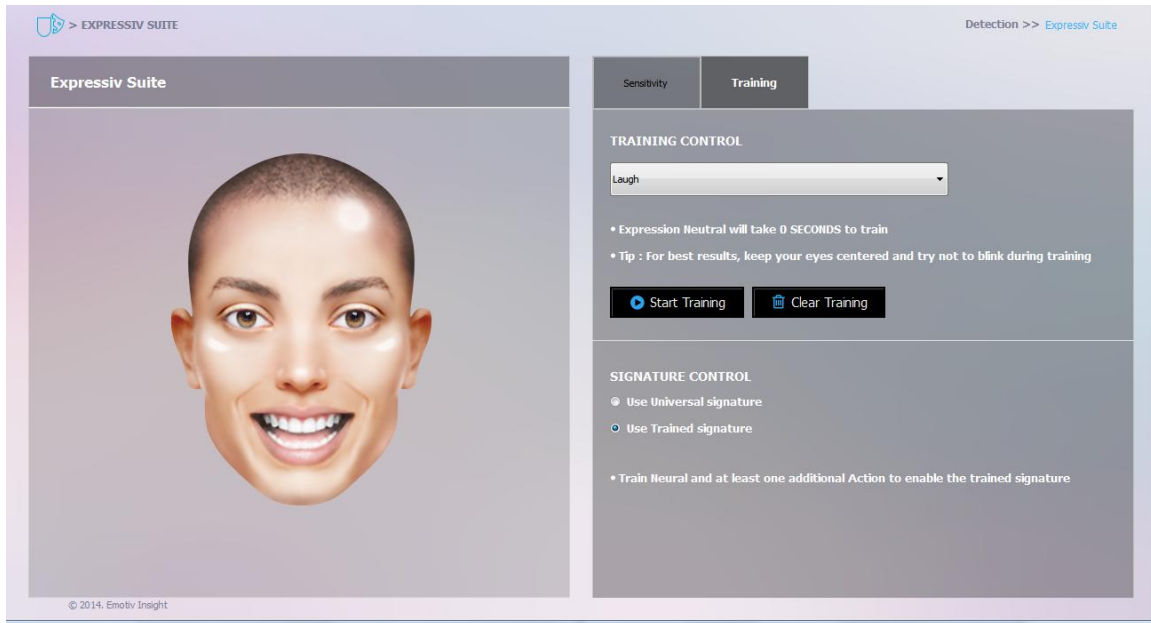 > EXPRESSIV SUITE
Detection >> Expressiv Suite
Expressiv Suite
Sensitivity
Training
TRAINING CONTROL
Laugh
• Expression Neutral will take 0 SECONDS to train
• Tip : For best results, keep your eyes centered and try not to blink during training
Start Training
Clear Training
SIGNATURE CONTROL
Use Universal signature
Use Trained signature
• Train Neural and at least one additional Action to enable the trained signature
© 2014. Emotiv Insight